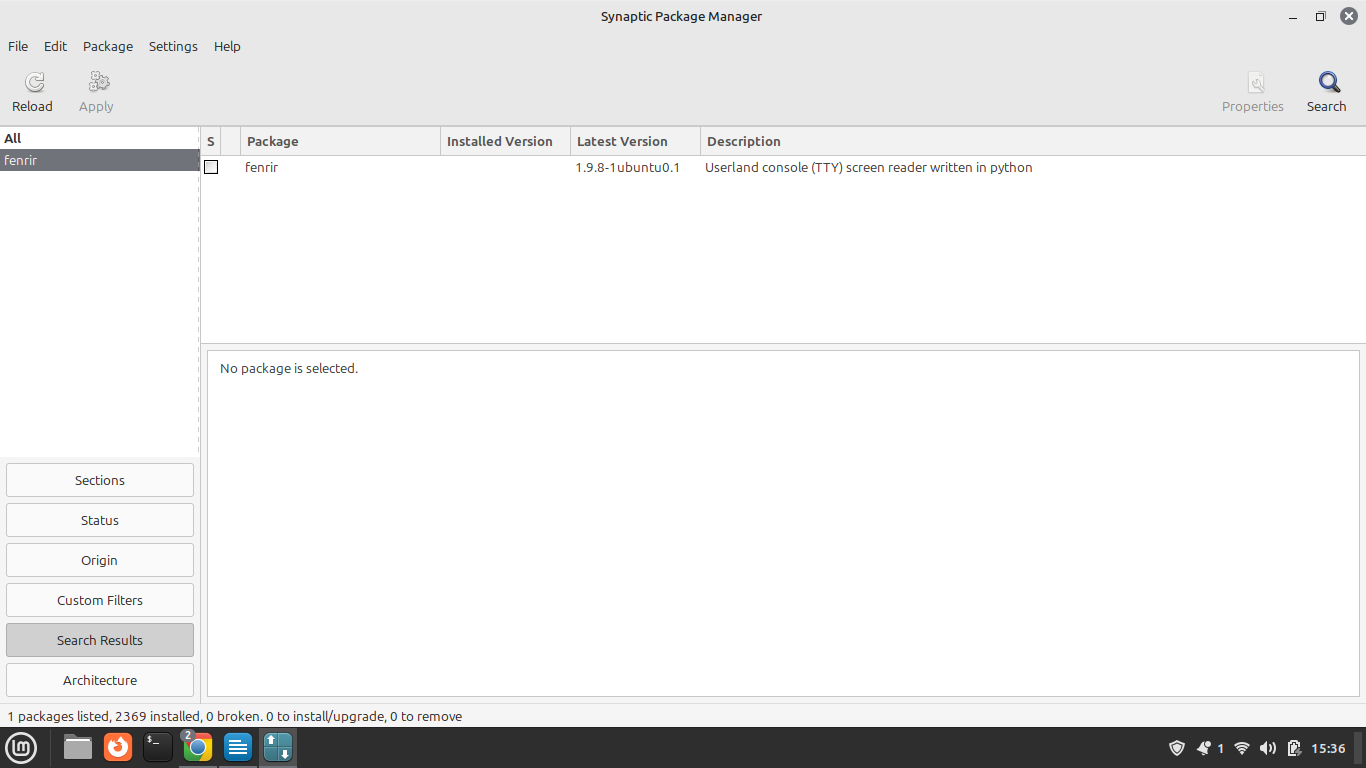 Synaptic Package Manager
File Edit Package Settings Help
Reload Apply Properties Search
All
fenrir
S Package Installed Version Latest Version Description
fenrir 1.9.8-1ubuntu0.1 Userland console (TTY) screen reader written in python
No package is selected.
Sections
Status
Origin
Custom Filters
Search Results
Architecture
1 packages listed, 2369 installed, 0 broken. 0 to install/upgrade, 0 to remove
lm $_ 2 1 15:36